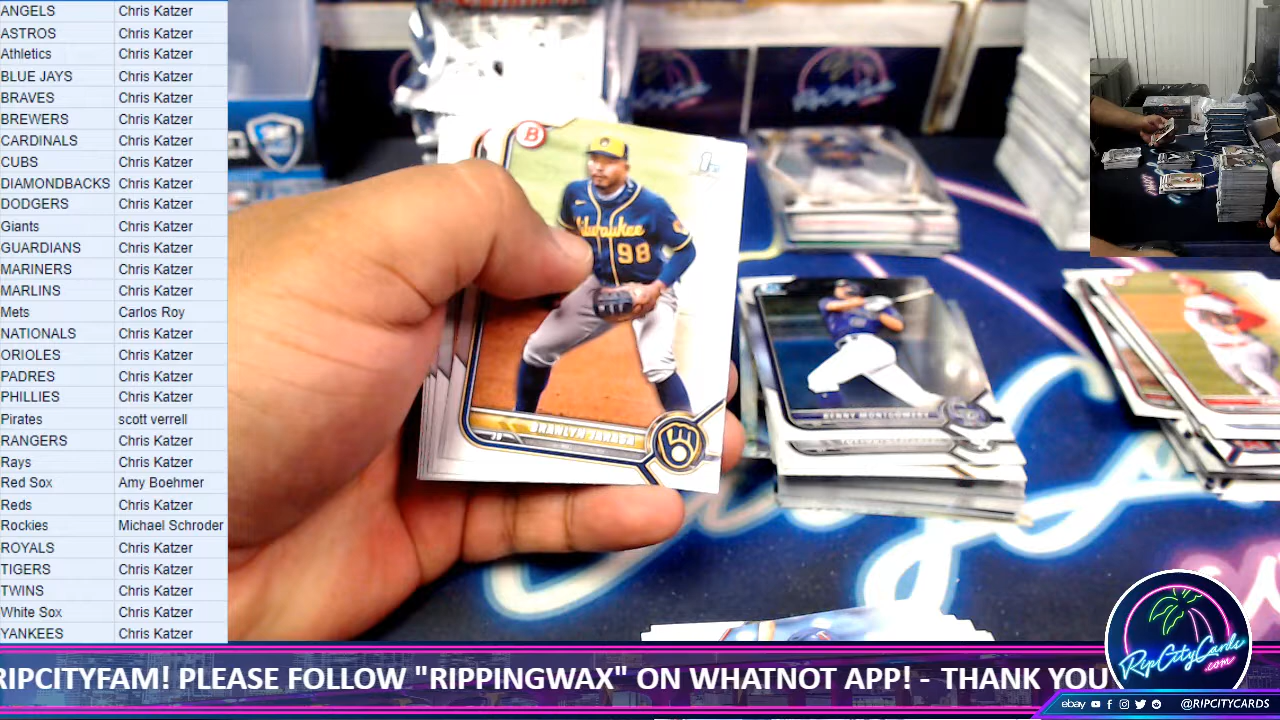 ANGELS Chris Katzer
ASTROS Chris Katzer
Athletics Chris Katzer
BLUE JAYS Chris Katzer
BRAVES Chris Katzer
BREWERS Chris Katzer
CARDINALS Chris Katzer
CUBS Chris Katzer
DIAMONDBACKS Chris Katzer
DODGERS Chris Katzer
Giants Chris Katzer
GUARDIANS Chris Katzer
MARINERS Chris Katzer
MARLINS Chris Katzer
Mets Carlos Roy
NATIONALS Chris Katzer
ORIOLES Chris Katzer
PADRES Chris Katzer
PHILLIES Chris Katzer
Pirates scott verrell
RANGERS Chris Katzer
Rays Chris Katzer
Red Sox Amy Boehmer
Reds Chris Katzer
Rockies Michael Schroder
ROYALS Chris Katzer
TIGERS Chris Katzer
TWINS Chris Katzer
White Sox Chris Katzer
YANKEES Chris Katzer
B
1st
Milwaukee
98
BENNY MONTGOMERY
RIPCITYFAM! PLEASE FOLLOW "RIPPINGWAX" ON WHATNOT APP! - THANK YOU
RipCityCards
.com
ebay @RIPCITYCARDS